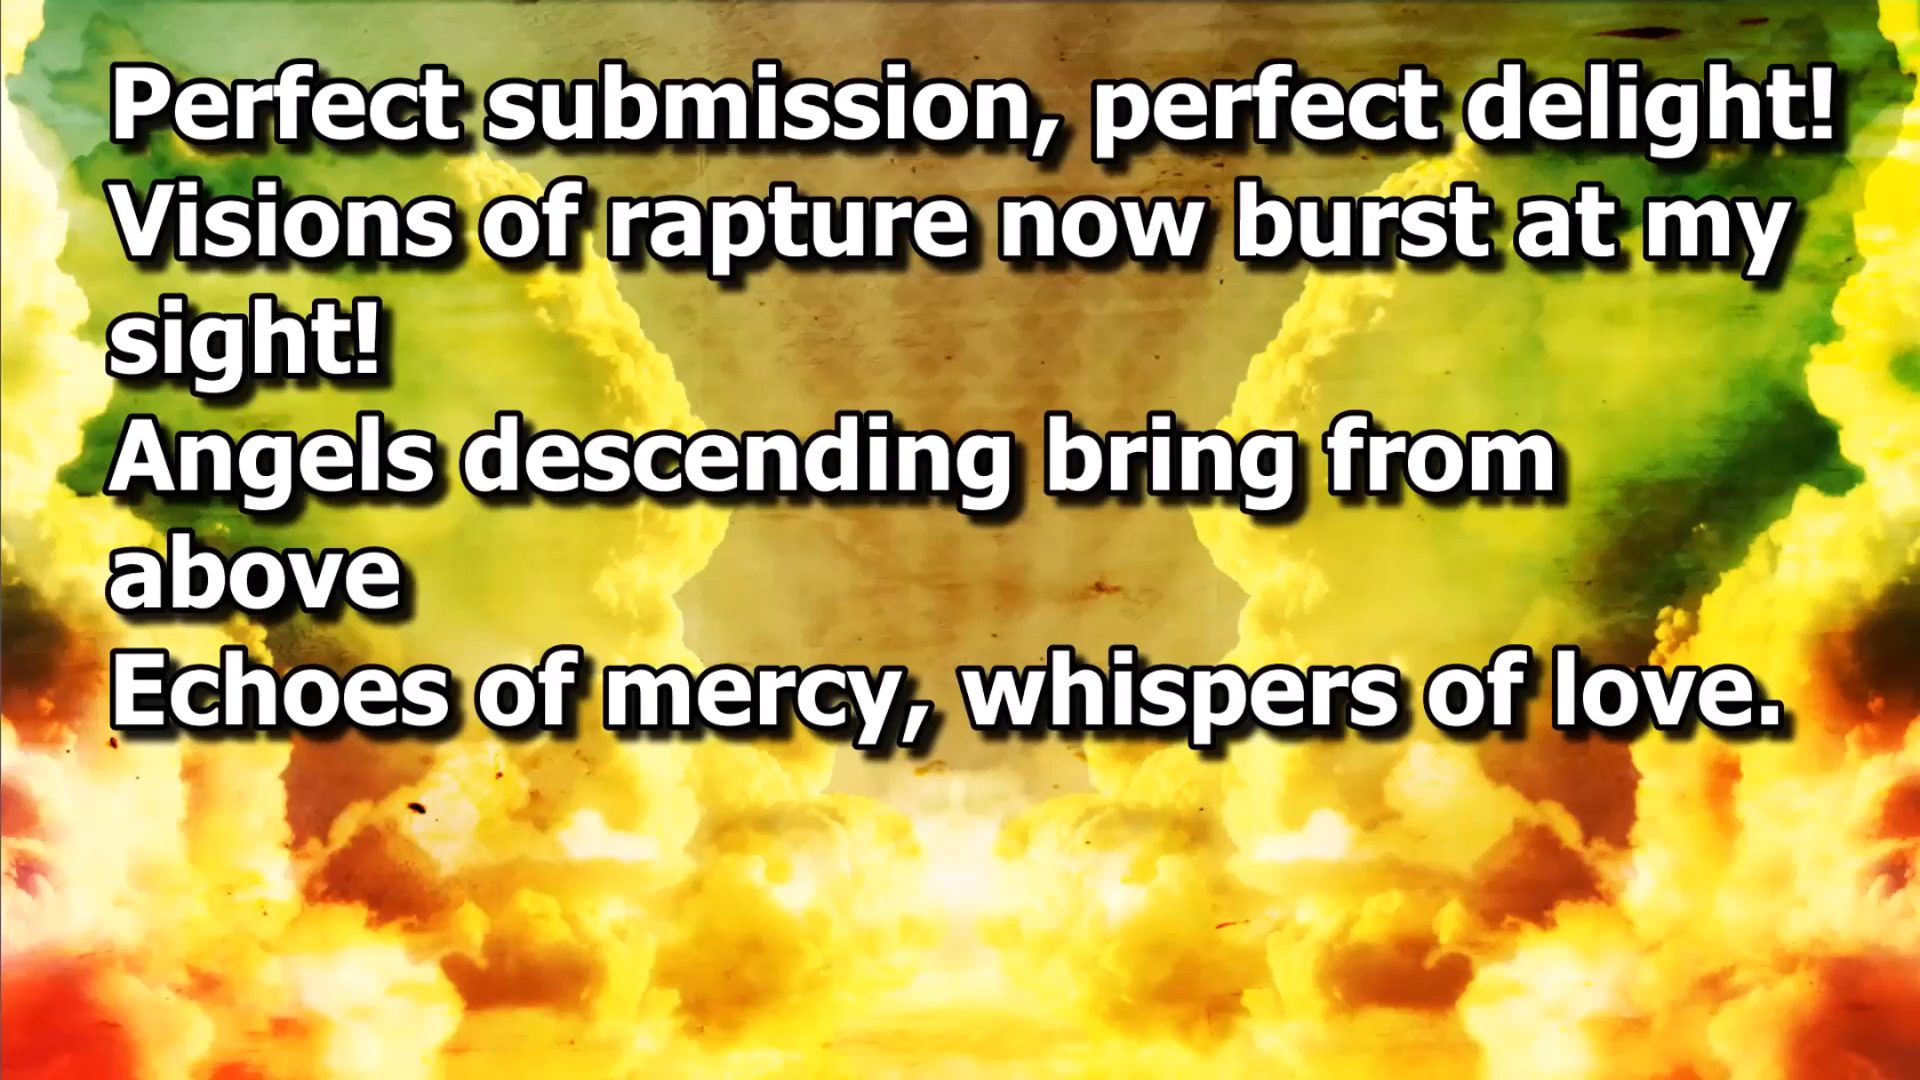 Perfect submission, perfect delight!
Visions of rapture now burst at my
sight!
Angels descending bring from
above
Echoes of mercy, whispers of love.